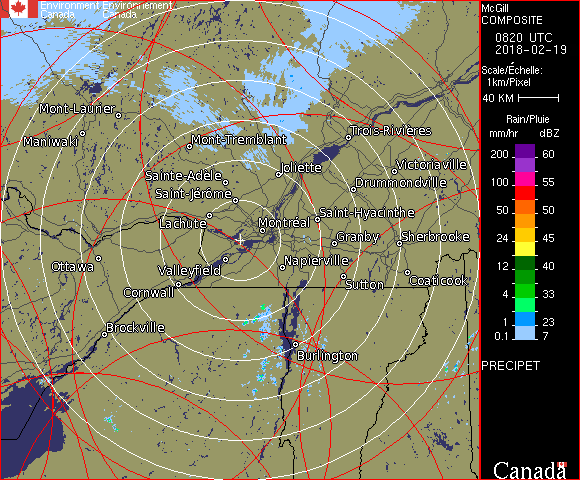 Environment Environnement
Canada Canada
Mont-Laurier
Maniwaki
Mont-Tremblant
Trois-Rivières
Sainte-Adèle
Joliette
Victoriaville
Saint-Jérôme
Drummondville
Lachute
Montréal
Saint-Hyacinthe
Granby
Sherbrooke
Ottawa
Valleyfield
Napierville
Cornwall
Sutton
Coaticook
Brockville
Burlington
McGill
COMPOSITE
0820 UTC
2018-02-19
Scale/Échelle:
1km/Pixel
40 KM
Rain/Pluie
mm/hr dBZ
200 60
100 55
50 50
24 45
12 40
4 33
1 23
0.1 7
PRECIPET
Canada